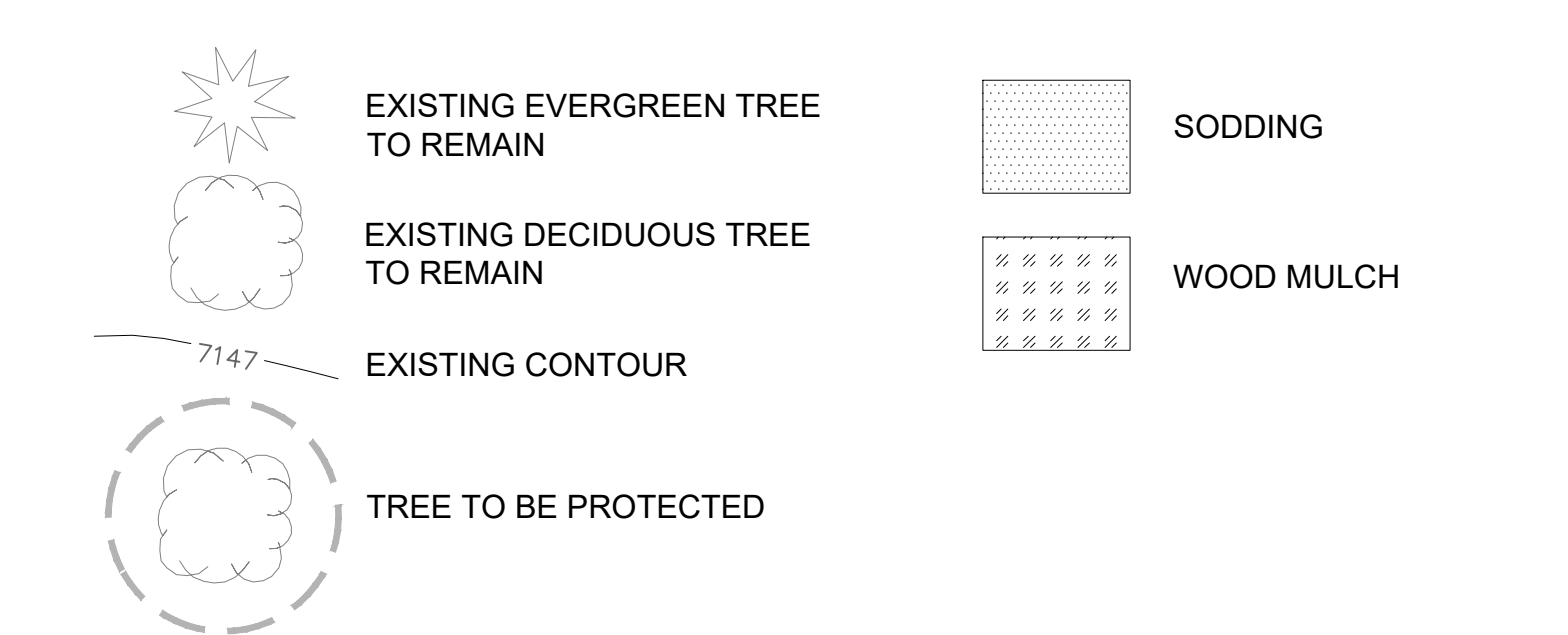 EXISTING EVERGREEN TREE
TO REMAIN
EXISTING DECIDUOUS TREE
TO REMAIN
7147
EXISTING CONTOUR
TREE TO BE PROTECTED
SODDING
WOOD MULCH